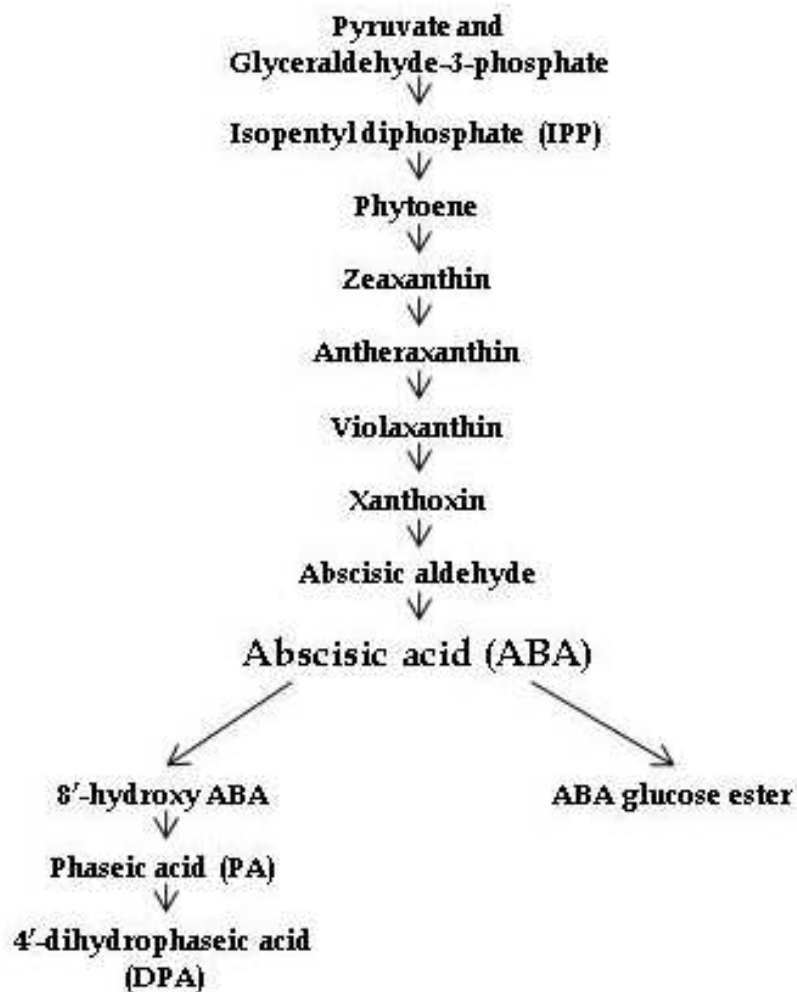 Pyruvate and
Glyceraldehyde-3-phosphate
Isopentyl diphosphate (IPP)
Phytoene
Zeaxanthin
Antheraxanthin
Violaxanthin
Xanthoxin
Abscisic aldehyde
Abscisic acid (ABA)
8′-hydroxy ABA
ABA glucose ester
Phaseic acid (PA)
4′-dihydrophaseic acid
(DPA)